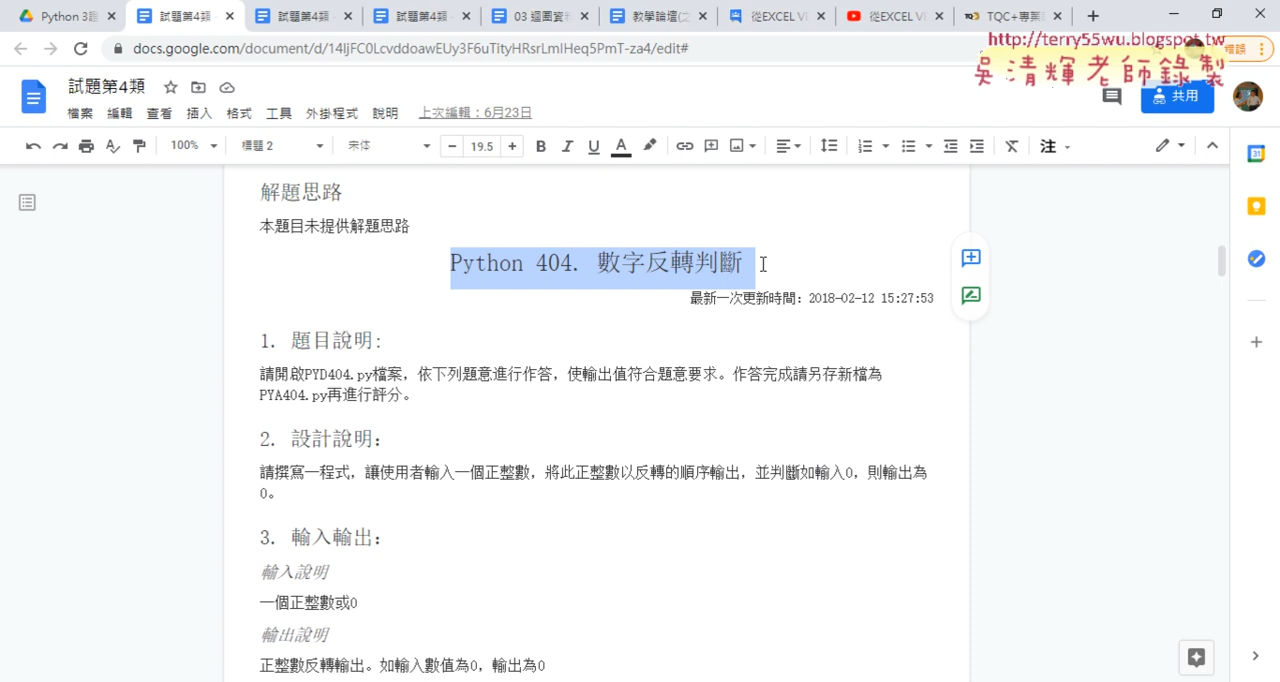 Python 3題
試題第4類
試題第4類
試題第4類
03 迴圈資
教學論壇(之
從EXCEL V
從EXCEL VE
TQC+專業
docs.google.com/document/d/14IjFC0LcvddoawEUy3F6uTityHRsrLmIHeq5PmT-za4/edit#
http://terry55wu.blogspot.tw
吳清輝老師錄製
試題第4類
檔案 編輯 查看 插入 格式 工具 外掛程式 說明 上次編輯：6月23日
共用
100% 標題 2 宋体 19.5 B I U A 注
解題思路
本題目未提供解題思路
Python 404. 數字反轉判斷
最新一次更新時間: 2018-02-12 15:27:53
1. 題目說明:
請開啟PYD404.py檔案，依下列題意進行作答，使輸出值符合題意要求。作答完成請另存新檔為
PYA404.py再進行評分。
2. 設計說明：
請撰寫一程式，讓使用者輸入一個正整數，將此正整數以反轉的順序輸出，並判斷如輸入0，則輸出為
0。
3. 輸入輸出：
輸入說明
一個正整數或0
輸出說明
正整數反轉輸出。如輸入數值為0，輸出為0